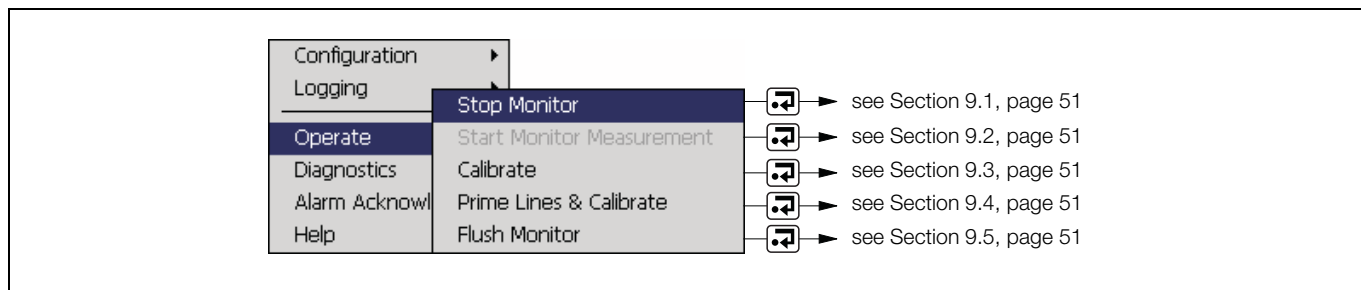 Configuration
Logging
Operate
Diagnostics
Alarm Acknowl
Help
Stop Monitor
Start Monitor Measurement
Calibrate
Prime Lines & Calibrate
Flush Monitor
see Section 9.1, page 51
see Section 9.2, page 51
see Section 9.3, page 51
see Section 9.4, page 51
see Section 9.5, page 51